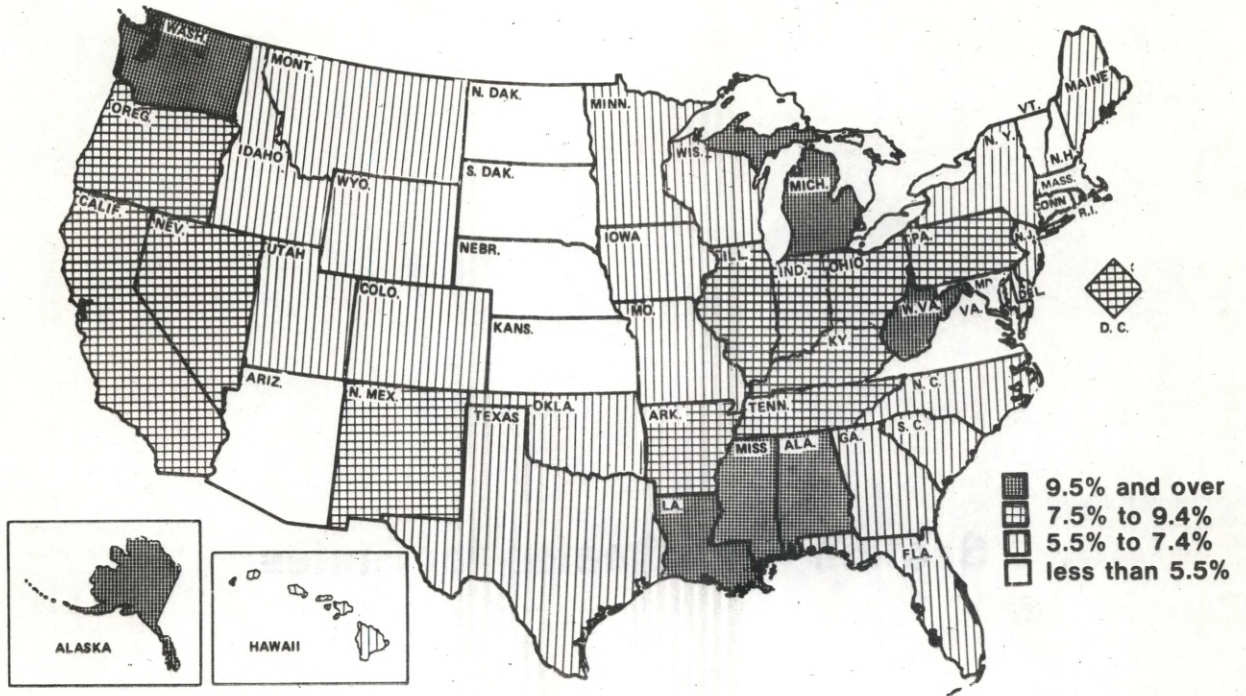 WASH.
MONT.
N. DAK.
MINN.
OREG.
IDAHO
WYO.
S. DAK.
WIS.
MICH.
VT.
MAINE
N. Y.
N.H.
MASS.
CONN
R.I.
CALIF.
NEV.
UTAH
COLO.
NEBR.
IOWA
ILL.
IND.
OHIO
PA.
N.J.
MD.
DEL.
D. C.
W.VA.
VA.
KANS.
MO.
KY.
ARIZ.
N. MEX.
TEXAS
OKLA.
ARK.
TENN.
N. C.
S. C.
MISS
ALA.
GA.
LA.
FLA.
ALASKA
HAWAII
9.5% and over
7.5% to 9.4%
5.5% to 7.4%
less than 5.5%